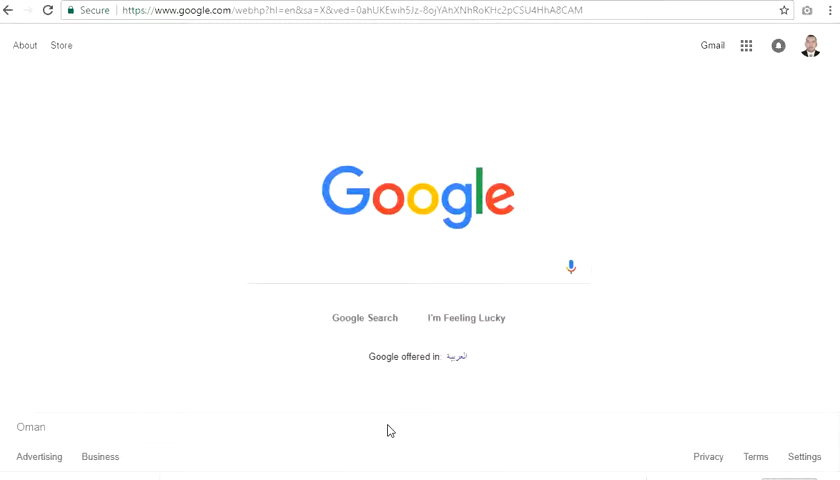 Secure https://www.google.com/webhp?hl=en&sa=X&ved=0ahUKEwih5Jz-8ojYAhXNhRoKHc2pCSU4HhA8CAM
About Store Gmail
Google
Google Search I'm Feeling Lucky
Google offered in: العربية
Oman
Advertising Business Privacy Terms Settings